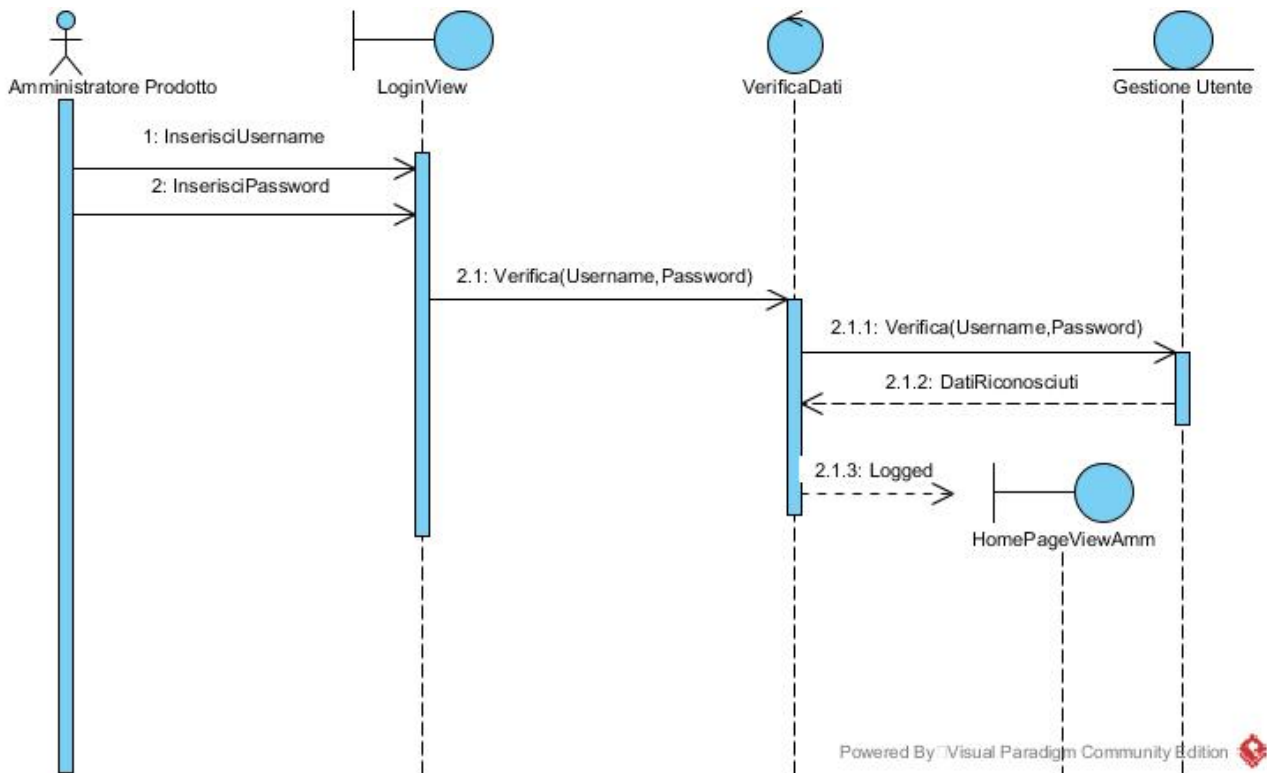 Amministratore Prodotto
LoginView
VerificaDati
Gestione Utente
1: InserisciUsername
2: InserisciPassword
2.1: Verifica(Username,Password)
2.1.1: Verifica(Username,Password)
2.1.2: DatiRiconosciuti
2.1.3: Logged
HomePageViewAmm
Powered By Visual Paradigm Community Edition